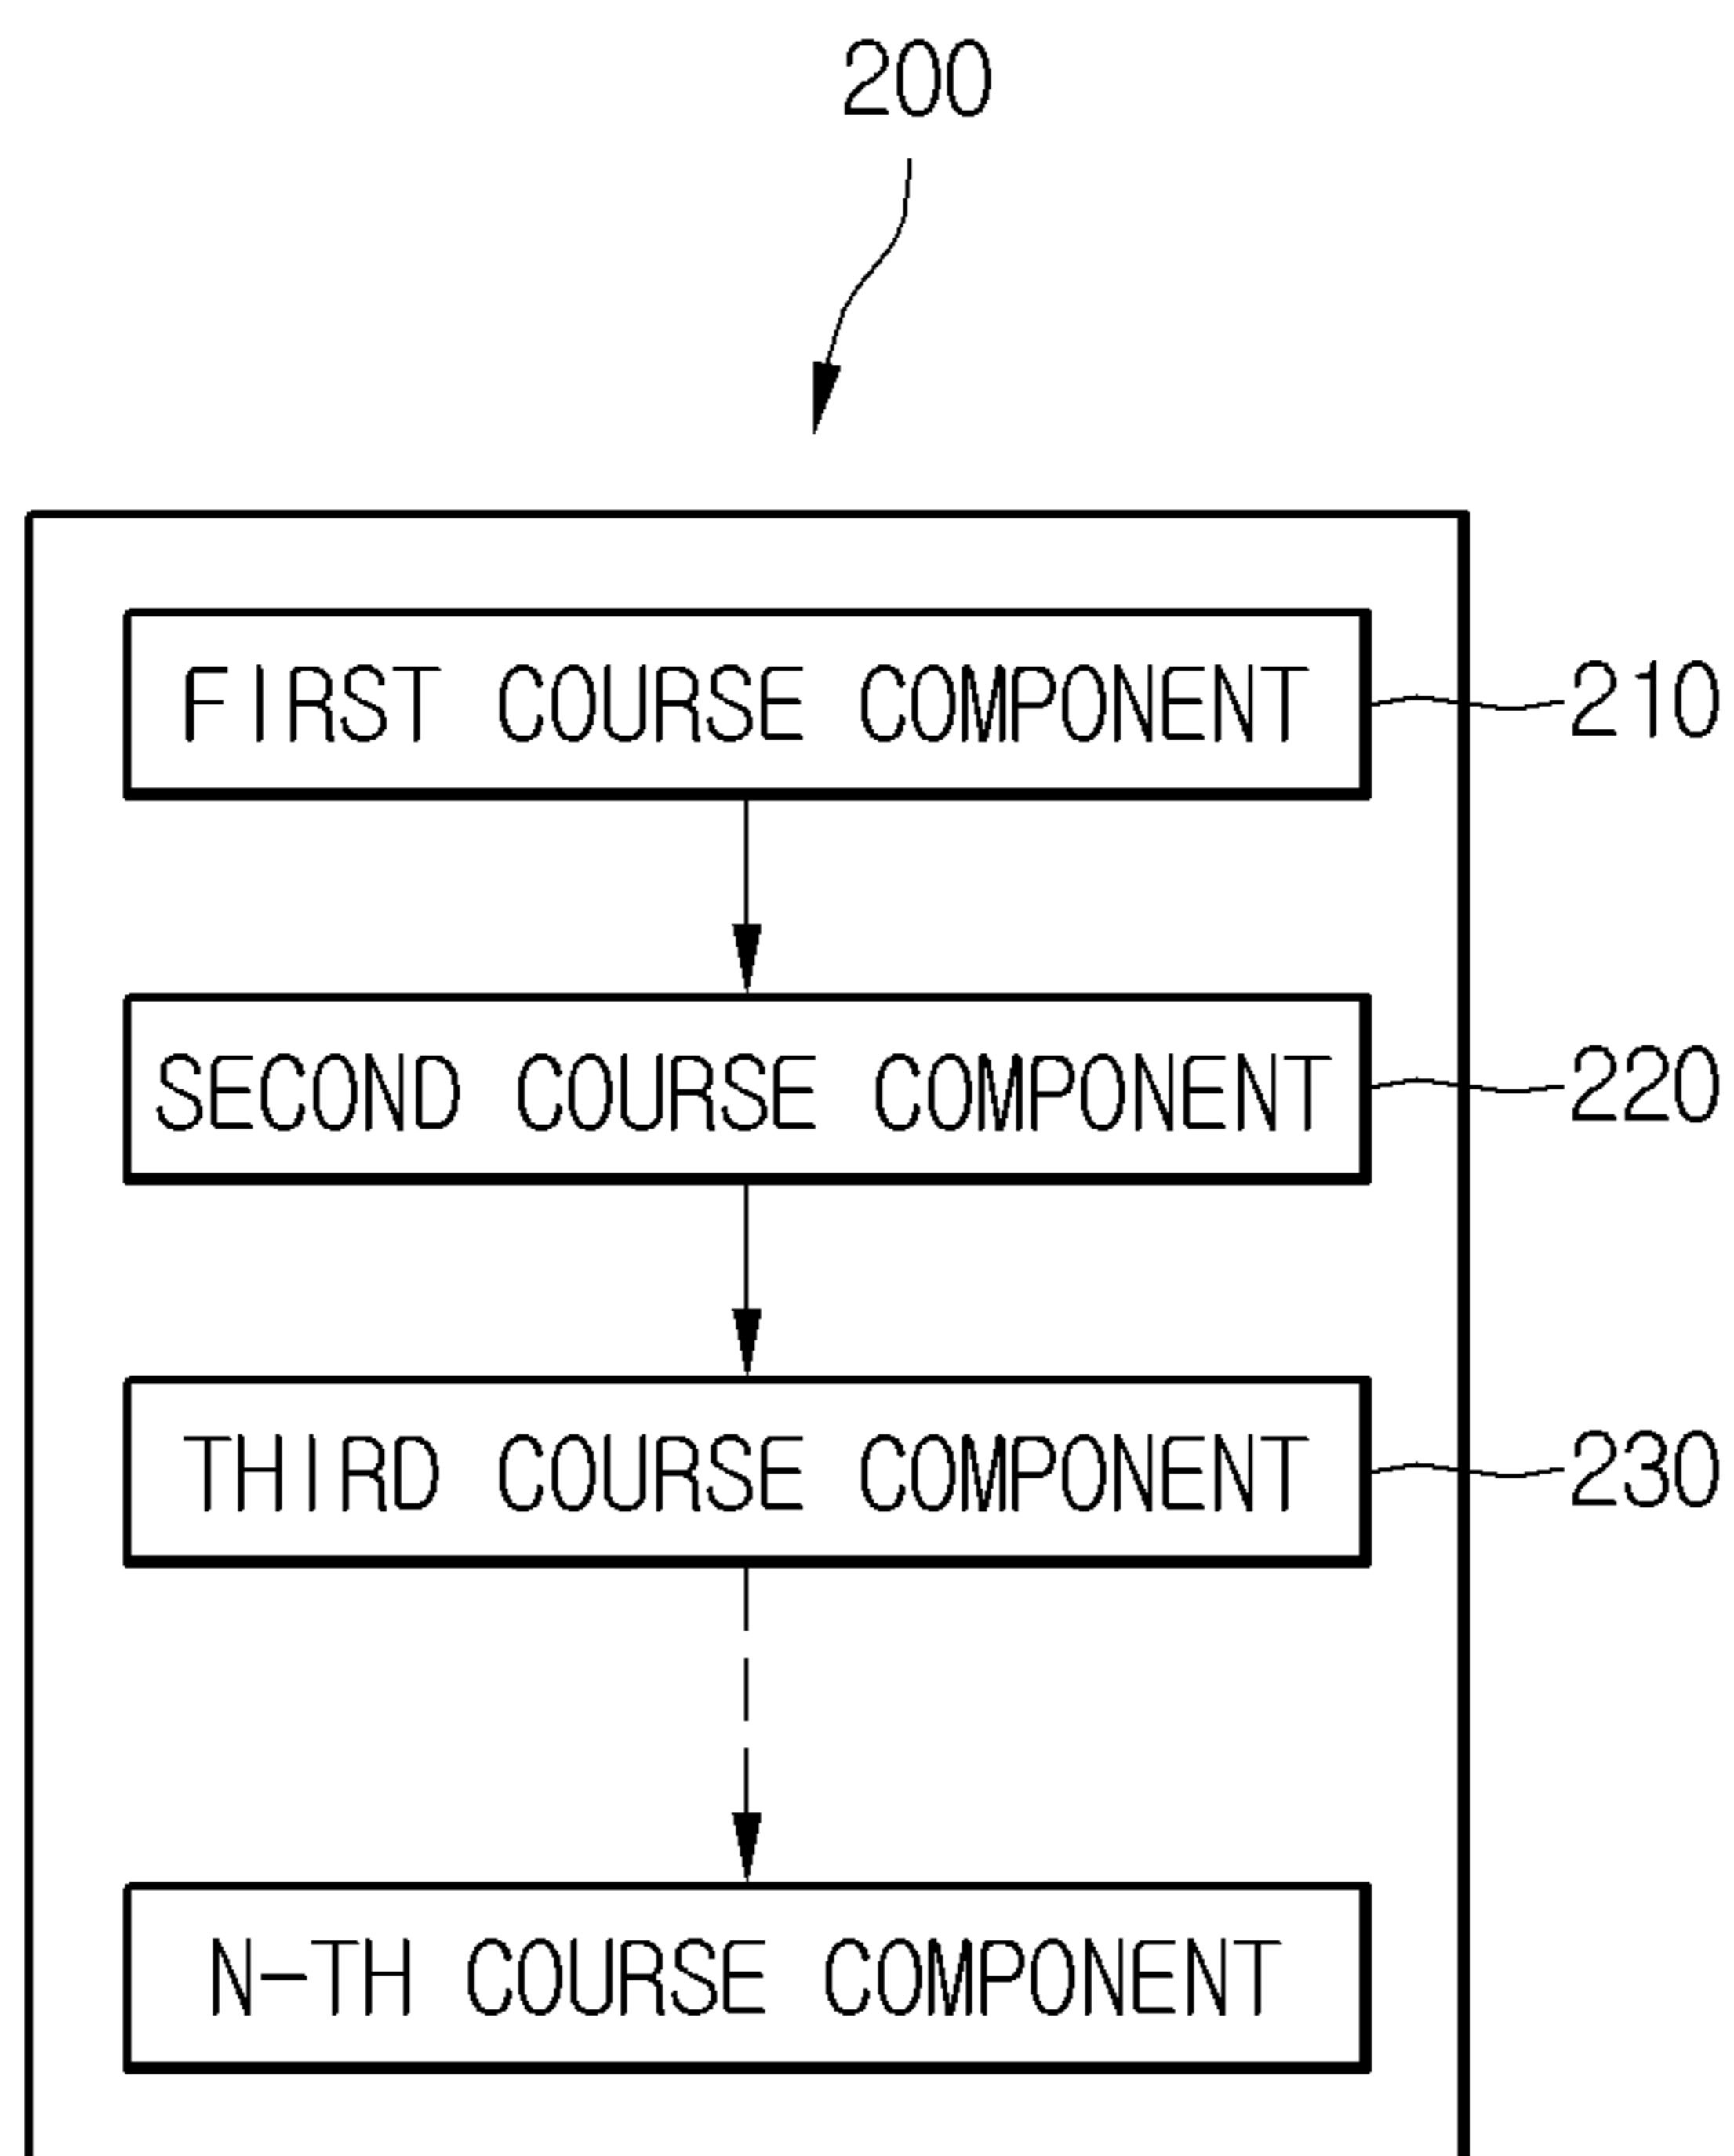 200
FIRST COURSE COMPONENT 210
SECOND COURSE COMPONENT 220
THIRD COURSE COMPONENT 230
N-TH COURSE COMPONENT